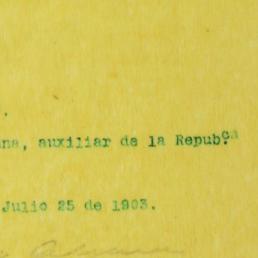 .
ana, auxiliar de la Repubᶜᵃ.
Julio 25 de 1903.